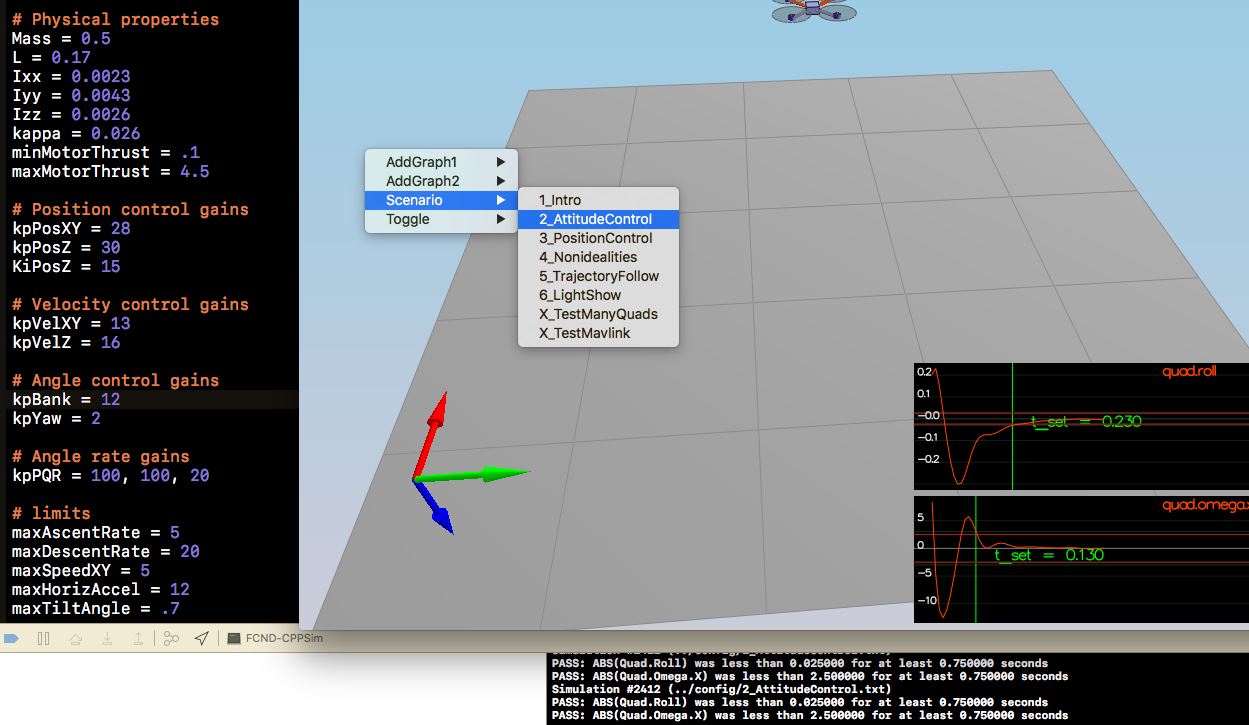 # Physical properties
Mass = 0.5
L = 0.17
Ixx = 0.0023
Iyy = 0.0043
Izz = 0.0026
kappa = 0.026
minMotorThrust = .1
maxMotorThrust = 4.5
# Position control gains
kpPosXY = 28
kpPosZ = 30
KiPosZ = 15
# Velocity control gains
kpVelXY = 13
kpVelZ = 16
# Angle control gains
kpBank = 12
kpYaw = 2
# Angle rate gains
kpPQR = 100, 100, 20
# limits
maxAscentRate = 5
maxDescentRate = 20
maxSpeedXY = 5
maxHorizAccel = 12
maxTiltAngle = .7
AddGraph1
AddGraph2
Scenario
Toggle
1_Intro
2_AttitudeControl
3_PositionControl
4_Nonidealities
5_TrajectoryFollow
6_LightShow
X_TestManyQuads
X_TestMavlink
quad.roll
0.2
0.1
-0.0
-0.1
-0.2
t_set = 0.230
quad.omega.x
5
0
-5
-10
t_set = 0.130
FCND-CPPSim
PASS: ABS(Quad.Roll) was less than 0.025000 for at least 0.750000 seconds
PASS: ABS(Quad.Omega.X) was less than 2.500000 for at least 0.750000 seconds
Simulation #2412 (../config/2_AttitudeControl.txt)
PASS: ABS(Quad.Roll) was less than 0.025000 for at least 0.750000 seconds
PASS: ABS(Quad.Omega.X) was less than 2.500000 for at least 0.750000 seconds